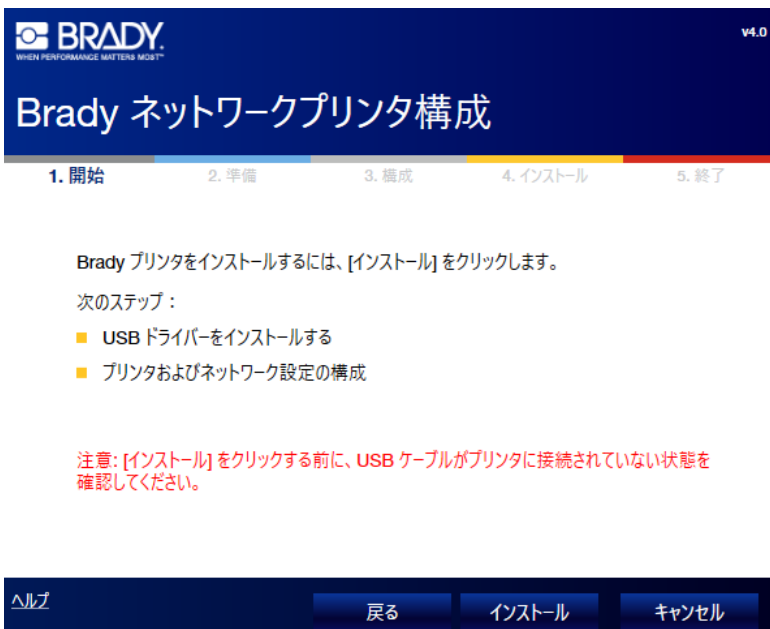 BRADY.
WHEN PERFORMANCE MATTERS MOST™
v4.0
Brady ネットワークプリンタ構成
1. 開始
2. 準備
3. 構成
4. インストール
5. 終了
Brady プリンタをインストールするには、[インストール] をクリックします。
次のステップ：
USB ドライバーをインストールする
プリンタおよびネットワーク設定の構成
注意: [インストール] をクリックする前に、USB ケーブルがプリンタに接続されていない状態を
確認してください。
ヘルプ
戻る
インストール
キャンセル